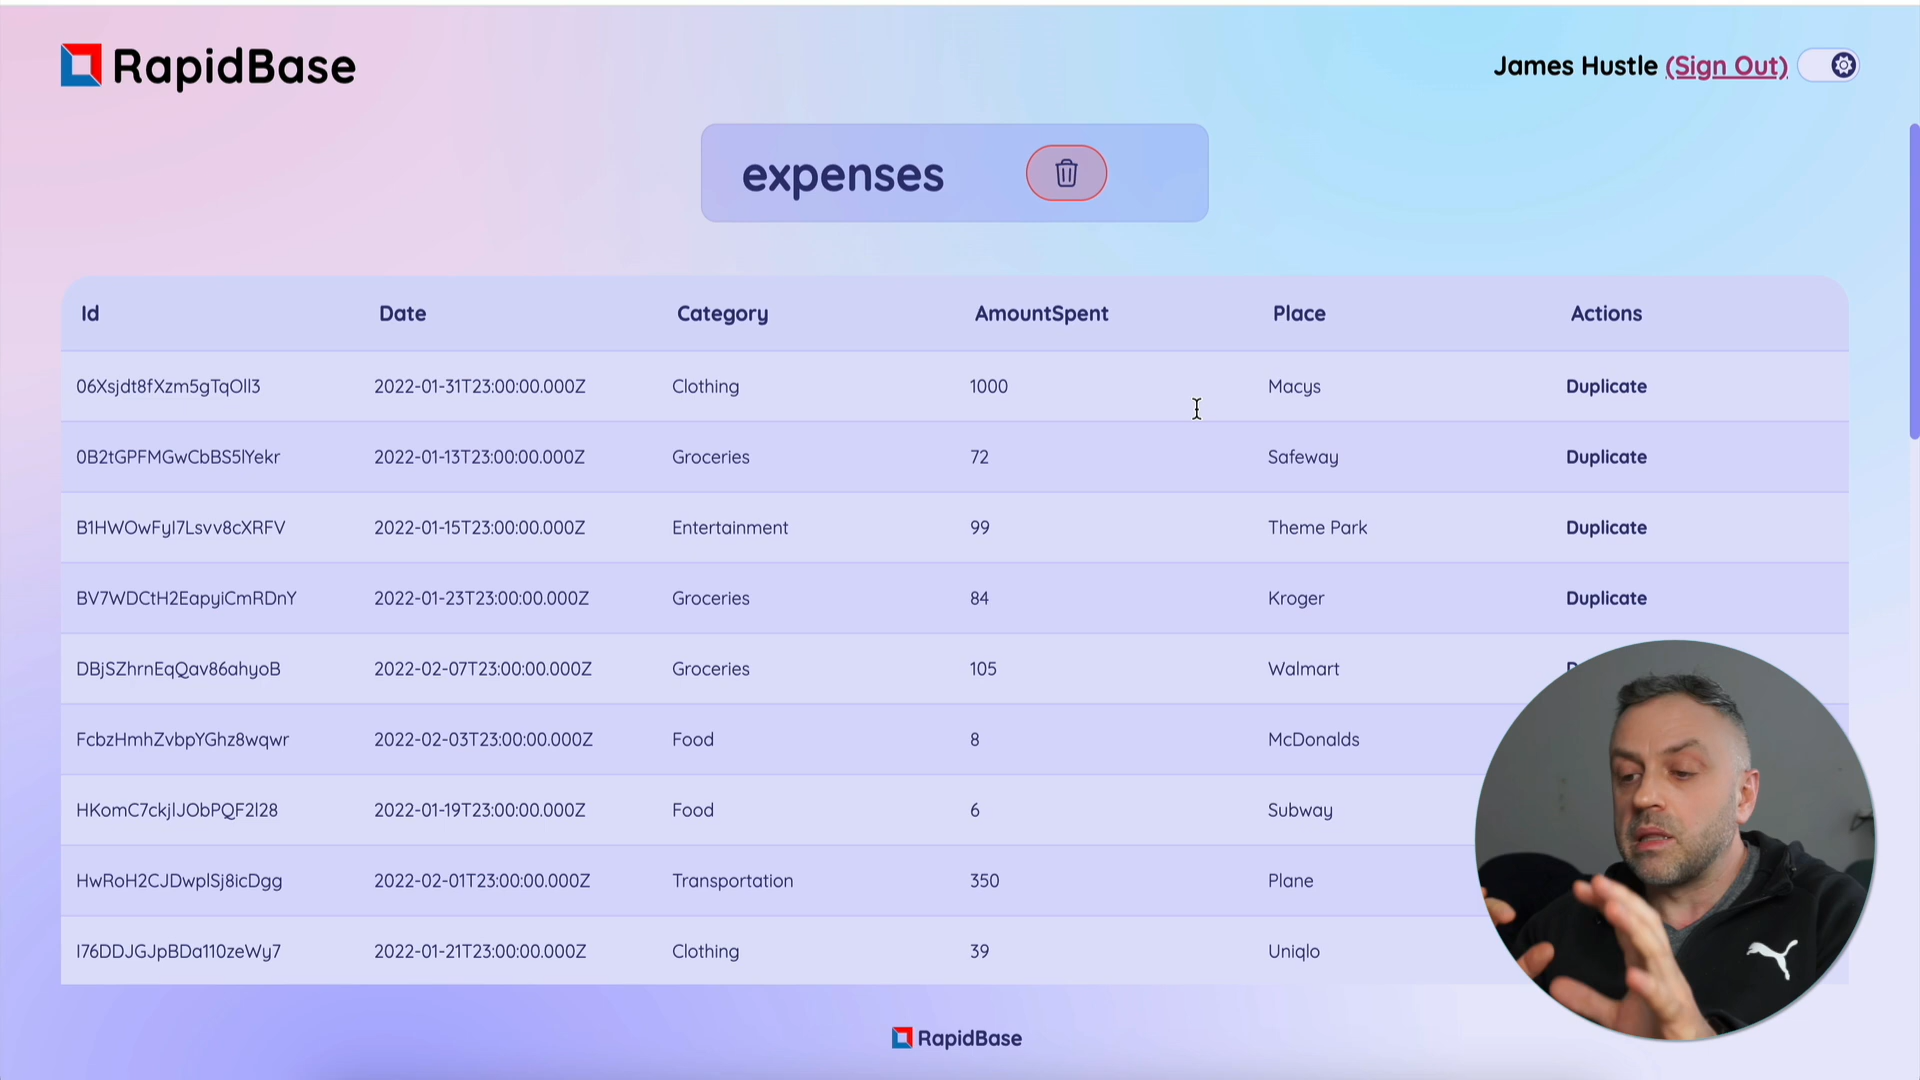 RapidBase
James Hustle (Sign Out)
expenses
Id Date Category AmountSpent Place Actions
06Xsjdt8fXzm5gTqOll3 2022-01-31T23:00:00.000Z Clothing 1000 Macys Duplicate
0B2tGPFMGwCbBS5lYekr 2022-01-13T23:00:00.000Z Groceries 72 Safeway Duplicate
B1HWOwFyI7Lsvv8cXRFV 2022-01-15T23:00:00.000Z Entertainment 99 Theme Park Duplicate
BV7WDCtH2EapyiCmRDnY 2022-01-23T23:00:00.000Z Groceries 84 Kroger Duplicate
DBjSZhrnEqQav86ahyoB 2022-02-07T23:00:00.000Z Groceries 105 Walmart
FcbzHmhZvbpYGhz8wqwr 2022-02-03T23:00:00.000Z Food 8 McDonalds
HKomC7ckjlJObPQF2l28 2022-01-19T23:00:00.000Z Food 6 Subway
HwRoH2CJDwplSj8icDgg 2022-02-01T23:00:00.000Z Transportation 350 Plane
I76DDJGJpBDa110zeWy7 2022-01-21T23:00:00.000Z Clothing 39 Uniqlo
RapidBase